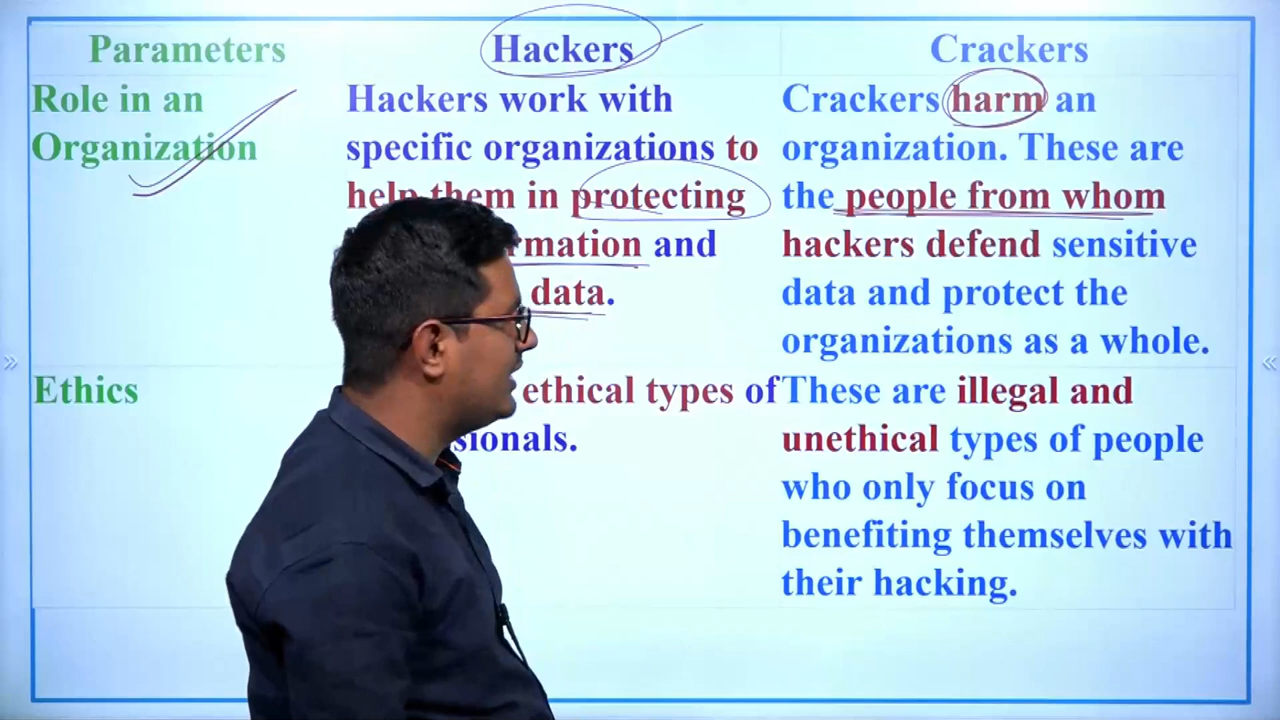 Parameters Hackers Crackers
Role in an
Organization
Hackers work with
specific organizations to
help them in protecting
and
data.
Crackers harm an
organization. These are
the people from whom
hackers defend sensitive
data and protect the
organizations as a whole.
Ethics
ethical types of
These are illegal and
unethical types of people
who only focus on
benefiting themselves with
their hacking.